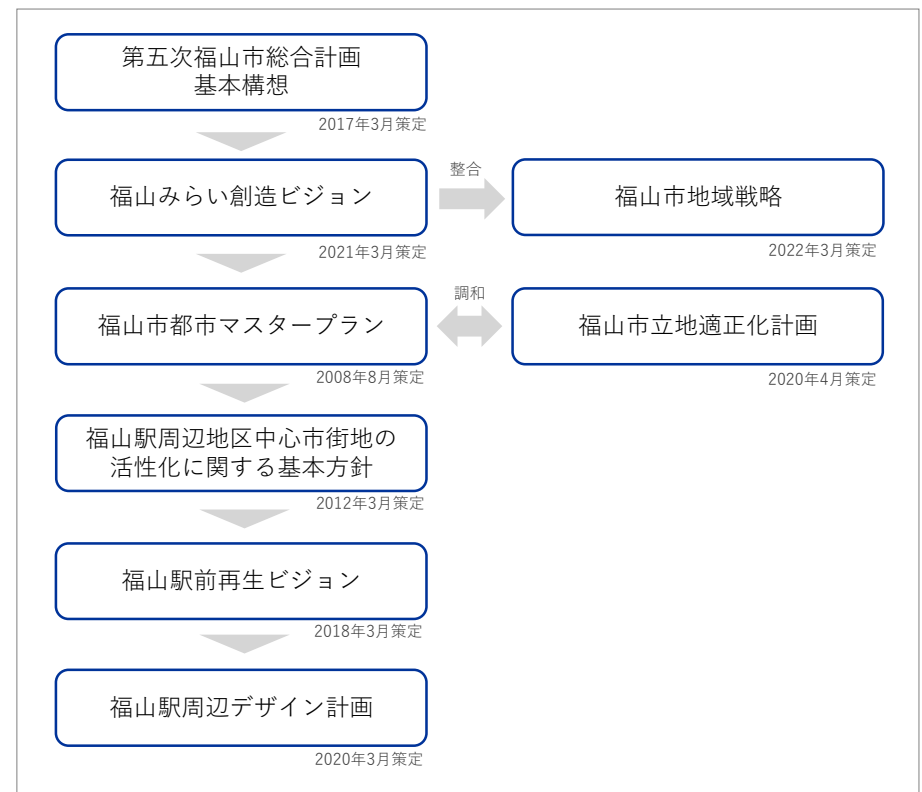 第五次福山市総合計画
基本構想
2017年3月策定
福山みらい創造ビジョン
整合
福山市地域戦略
2021年3月策定
2022年3月策定
福山市都市マスタープラン
調和
福山市立地適正化計画
2008年8月策定
2020年4月策定
福山駅周辺地区中心市街地の
活性化に関する基本方針
2012年3月策定
福山駅前再生ビジョン
2018年3月策定
福山駅周辺デザイン計画
2020年3月策定